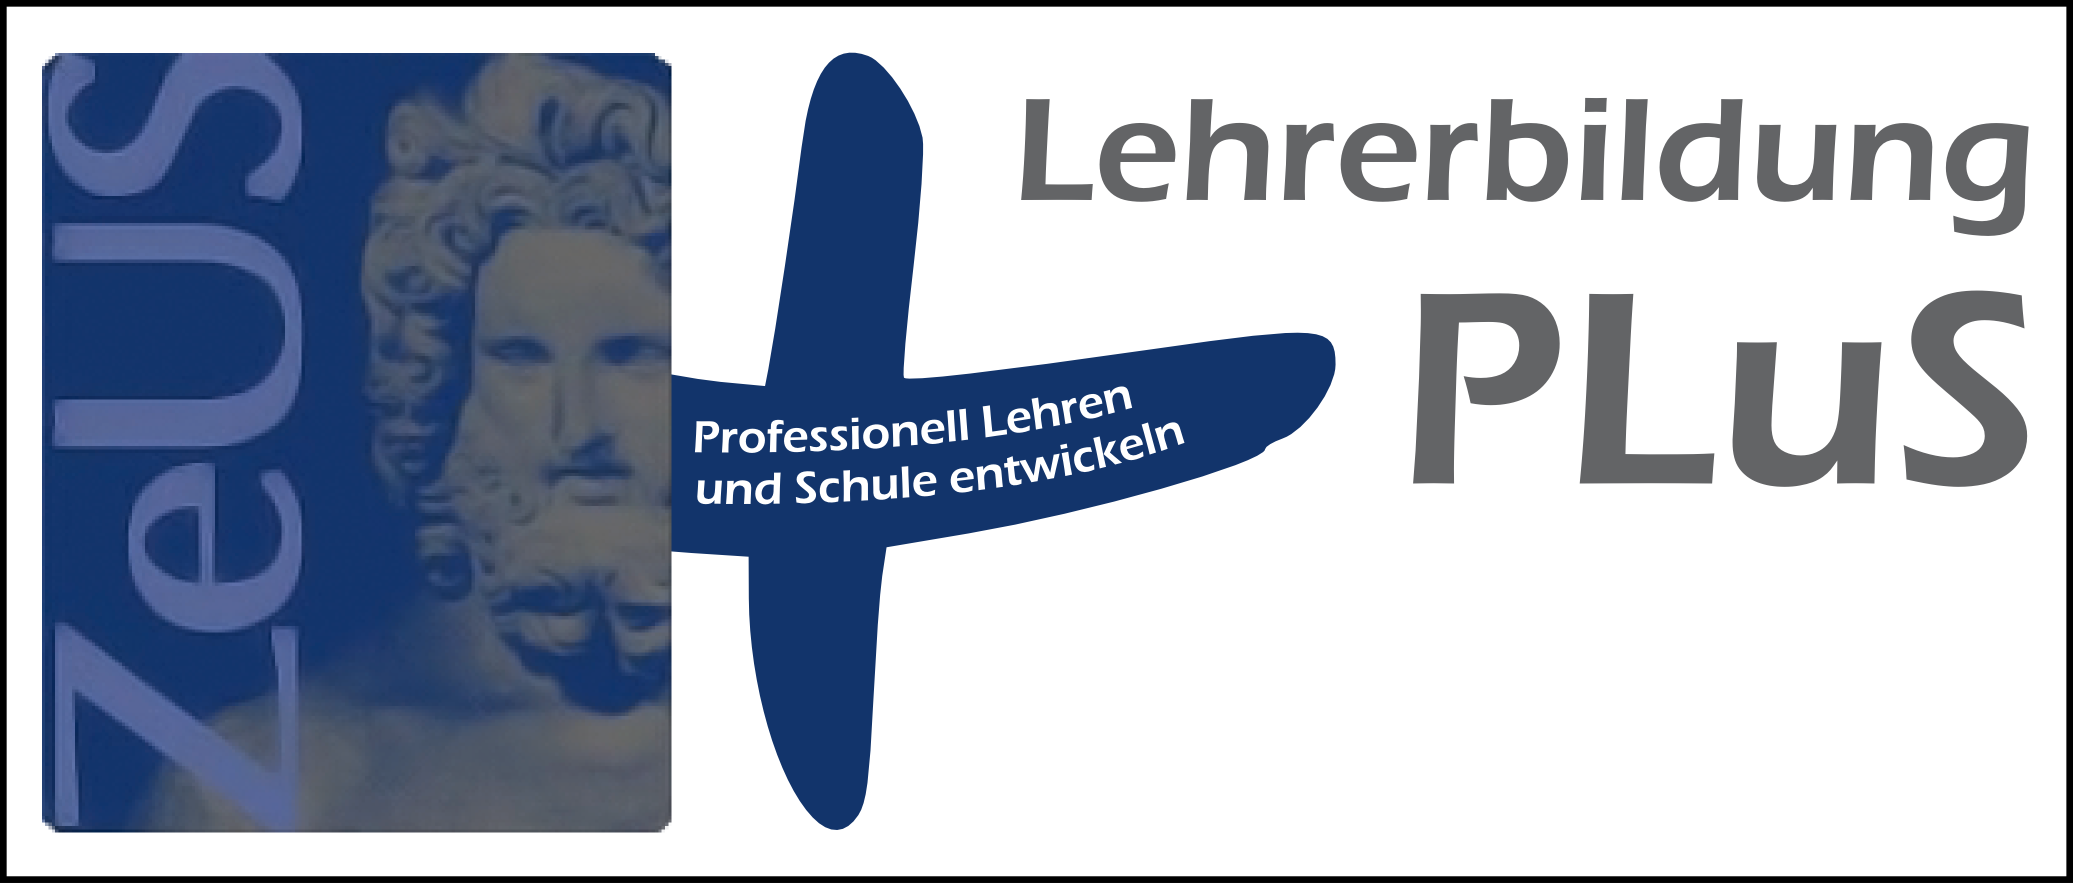 ZeUS
Professionell Lehren
und Schule entwickeln
Lehrerbildung
PLuS